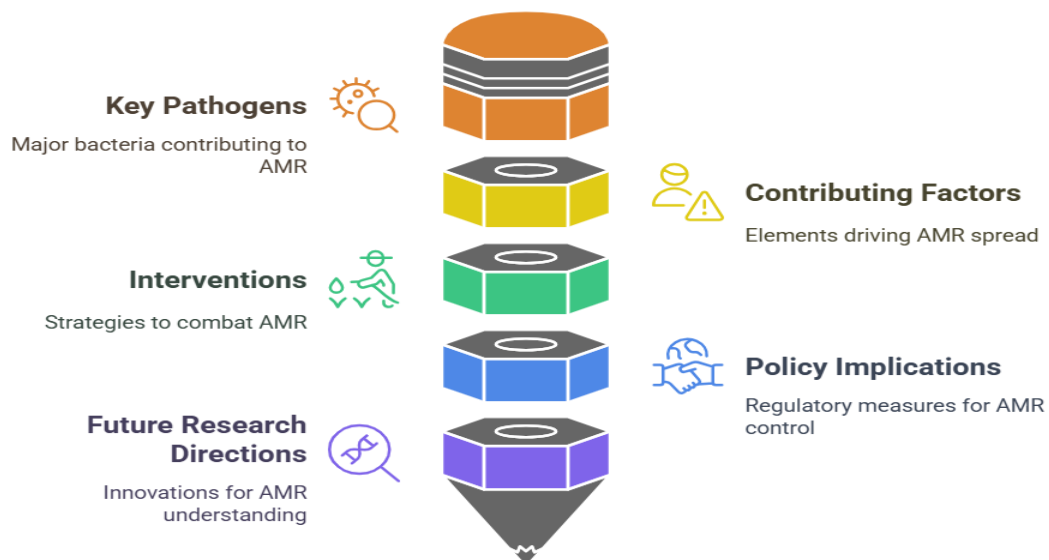 Key Pathogens
Major bacteria contributing to
AMR
Contributing Factors
Elements driving AMR spread
Interventions
Strategies to combat AMR
Policy Implications
Regulatory measures for AMR
control
Future Research
Directions
Innovations for AMR
understanding